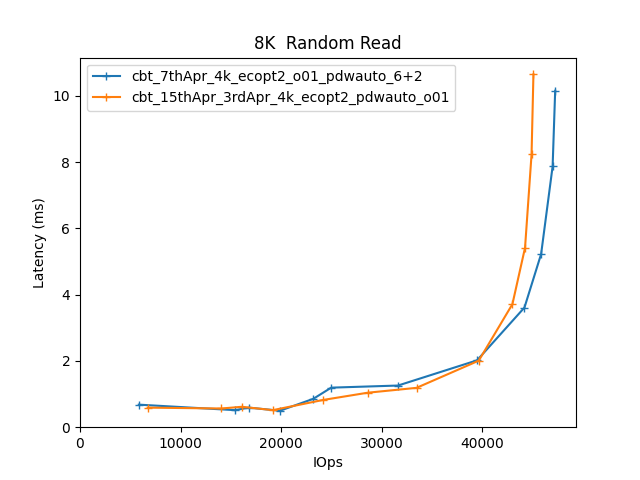 8K  Random Read
cbt_7thApr_4k_ecopt2_o01_pdwauto_6+2
cbt_15thApr_3rdApr_4k_ecopt2_pdwauto_o01
10
8
6
4
2
0
Latency (ms)
0 10000 20000 30000 40000
IOps